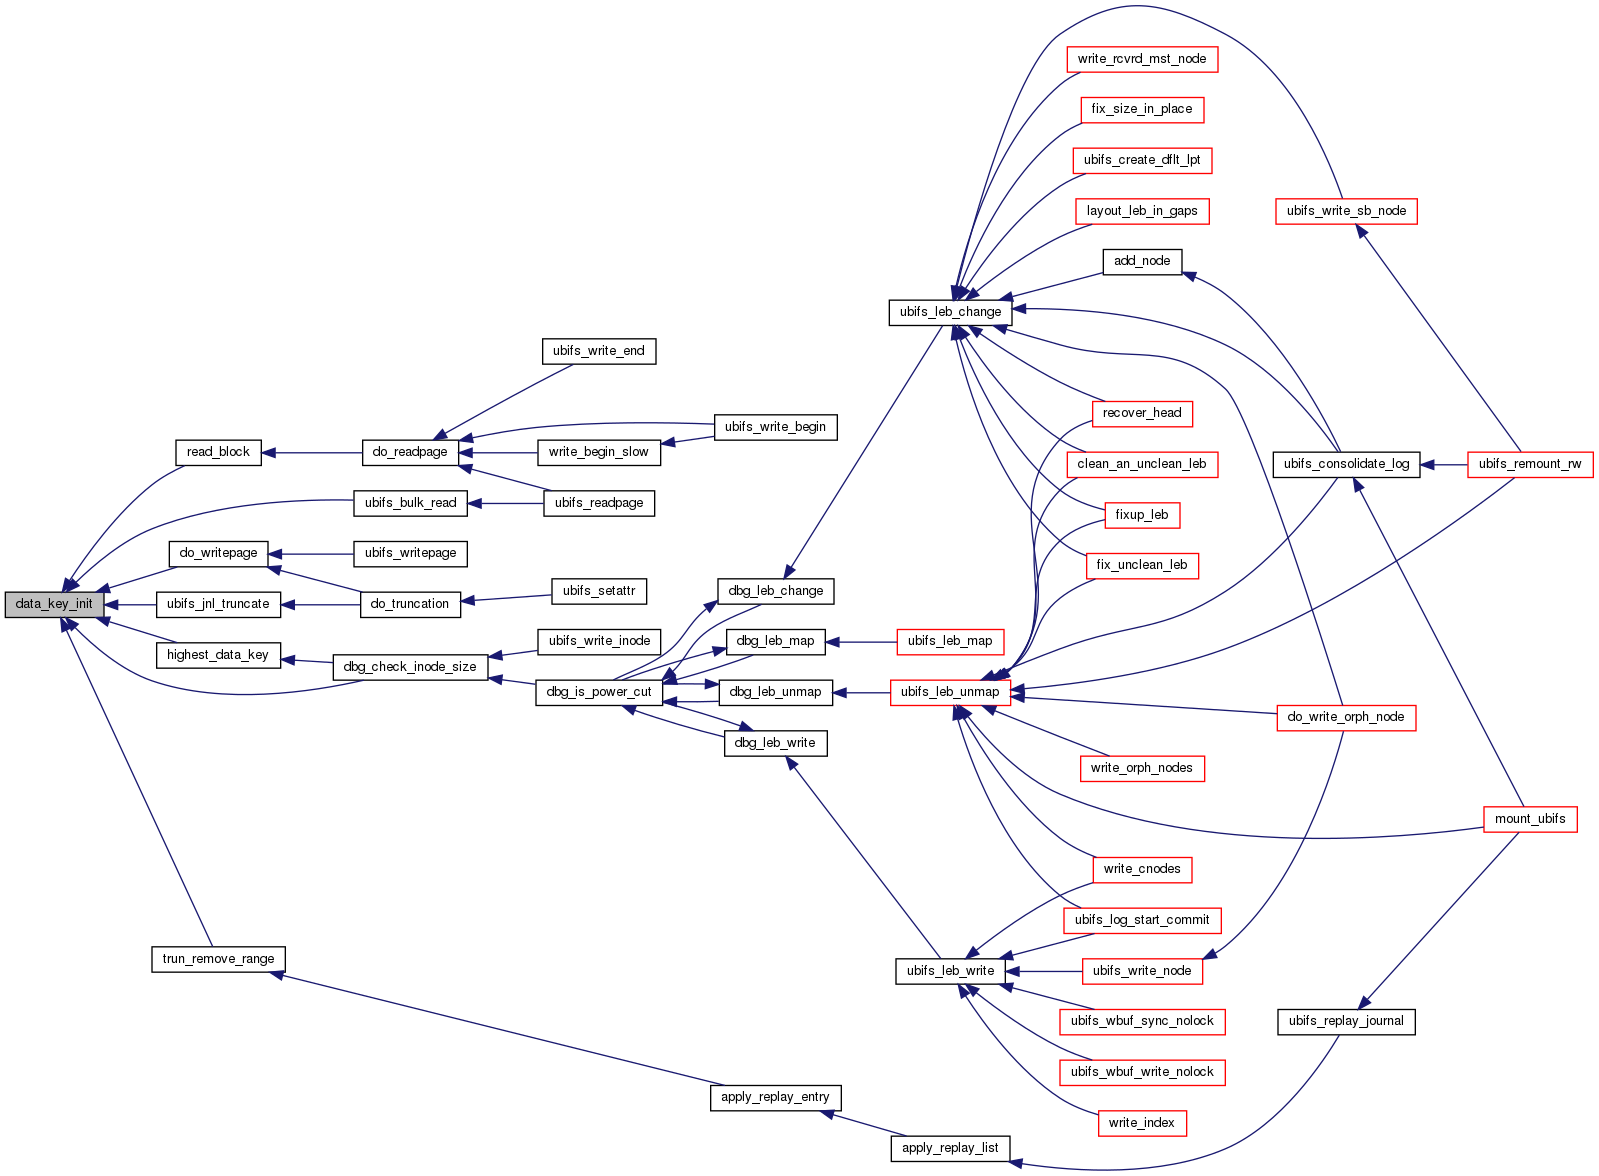 write_rcvrd_mst_node
fix_size_in_place
ubifs_create_dflt_lpt
layout_leb_in_gaps
ubifs_write_sb_node
add_node
ubifs_leb_change
ubifs_write_end
recover_head
ubifs_write_begin
read_block
do_readpage
write_begin_slow
clean_an_unclean_leb
ubifs_consolidate_log
ubifs_remount_rw
ubifs_bulk_read
ubifs_readpage
fixup_leb
do_writepage
ubifs_writepage
fix_unclean_leb
data_key_init
ubifs_jnl_truncate
do_truncation
ubifs_setattr
dbg_leb_change
highest_data_key
ubifs_write_inode
dbg_leb_map
ubifs_leb_map
dbg_check_inode_size
dbg_is_power_cut
dbg_leb_unmap
ubifs_leb_unmap
do_write_orph_node
dbg_leb_write
write_orph_nodes
mount_ubifs
write_cnodes
ubifs_log_start_commit
trun_remove_range
ubifs_leb_write
ubifs_write_node
ubifs_wbuf_sync_nolock
ubifs_replay_journal
ubifs_wbuf_write_nolock
apply_replay_entry
write_index
apply_replay_list